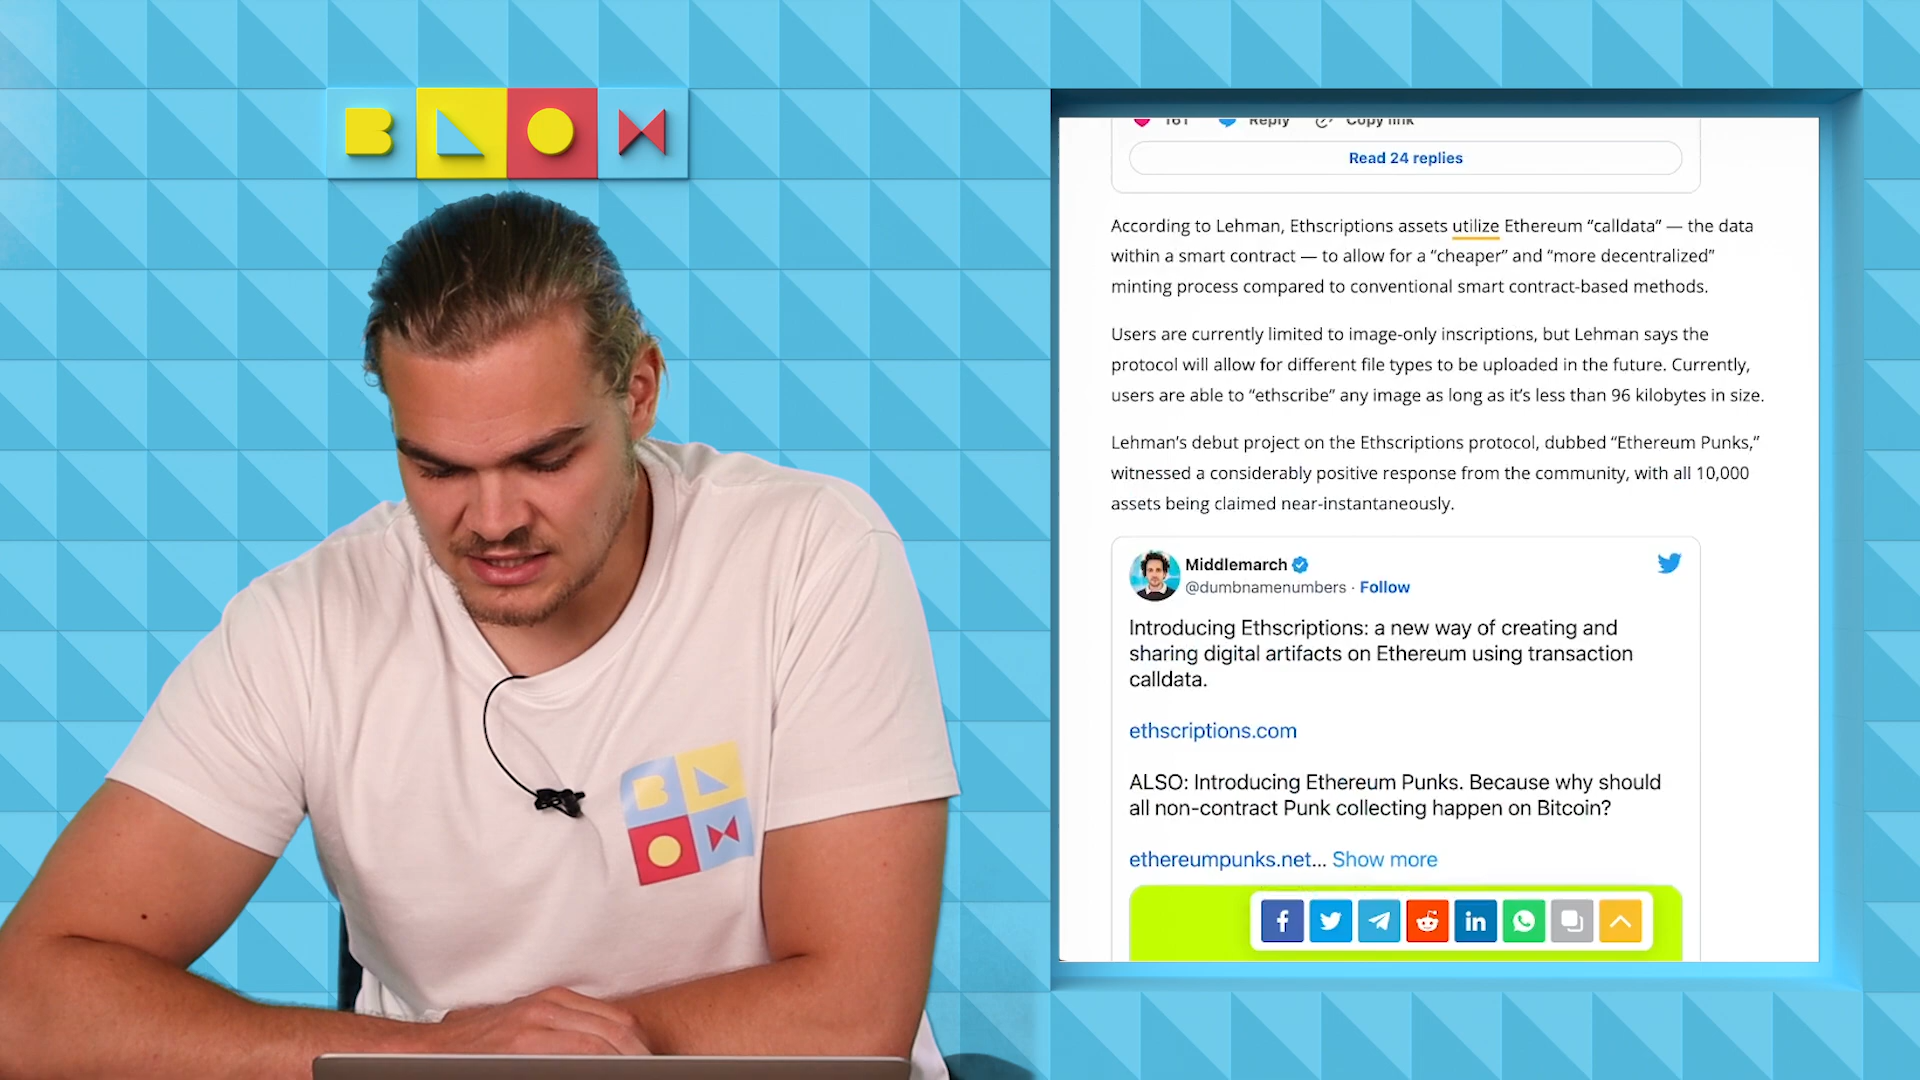 BLOM
161 Reply Copy link
Read 24 replies
According to Lehman, Ethscriptions assets utilize Ethereum “calldata” — the data
within a smart contract — to allow for a “cheaper” and “more decentralized”
minting process compared to conventional smart contract-based methods.
Users are currently limited to image-only inscriptions, but Lehman says the
protocol will allow for different file types to be uploaded in the future. Currently,
users are able to “ethscribe” any image as long as it’s less than 96 kilobytes in size.
Lehman’s debut project on the Ethscriptions protocol, dubbed “Ethereum Punks,”
witnessed a considerably positive response from the community, with all 10,000
assets being claimed near-instantaneously.
Middlemarch
@dumbnamenumbers · Follow
Introducing Ethscriptions: a new way of creating and
sharing digital artifacts on Ethereum using transaction
calldata.
ethscriptions.com
ALSO: Introducing Ethereum Punks. Because why should
all non-contract Punk collecting happen on Bitcoin?
ethereumpunks.net... Show more